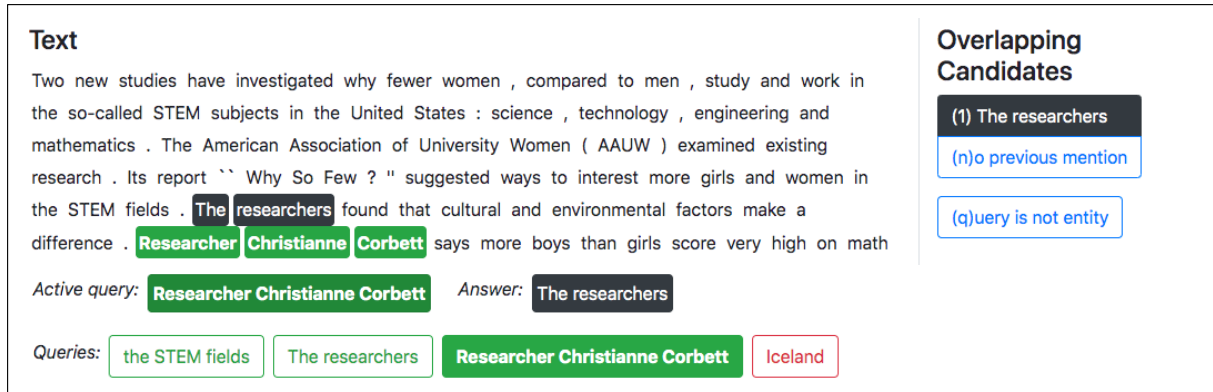 Text
Two new studies have investigated why fewer women , compared to men , study and work in
the so-called STEM subjects in the United States : science , technology , engineering and
mathematics . The American Association of University Women ( AAUW ) examined existing
research . Its report `` Why So Few ? '' suggested ways to interest more girls and women in
the STEM fields . The researchers found that cultural and environmental factors make a
difference . Researcher Christianne Corbett says more boys than girls score very high on math
Active query: Researcher Christianne Corbett Answer: The researchers
Queries: the STEM fields The researchers Researcher Christianne Corbett Iceland
Overlapping
Candidates
(1) The researchers
(n)o previous mention
(q)uery is not entity